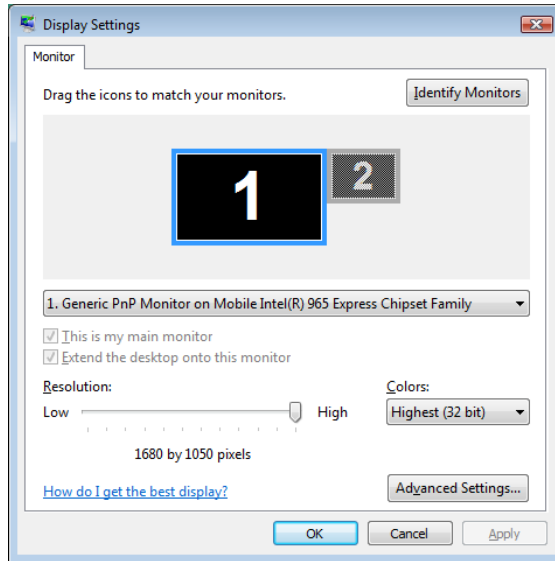 Display Settings
Monitor
Drag the icons to match your monitors.
Identify Monitors
1
2
1. Generic PnP Monitor on Mobile Intel(R) 965 Express Chipset Family
This is my main monitor
Extend the desktop onto this monitor
Resolution:
Colors:
Low
High
Highest (32 bit)
1680 by 1050 pixels
How do I get the best display?
Advanced Settings...
OK
Cancel
Apply